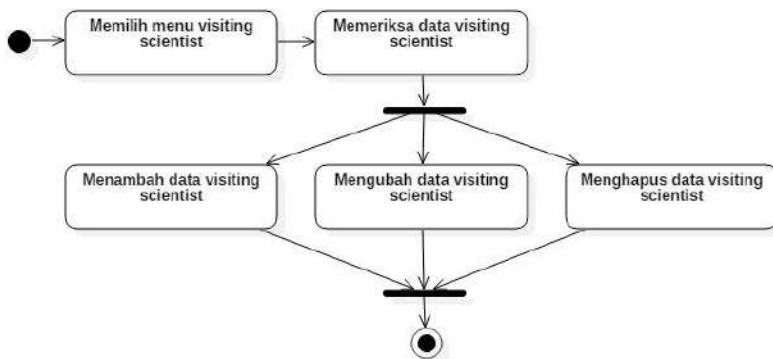 Memilih menu visiting
scientist
Memeriksa data visiting
scientist
Menambah data visiting
scientist
Mengubah data visiting
scientist
Menghapus data visiting
scientist